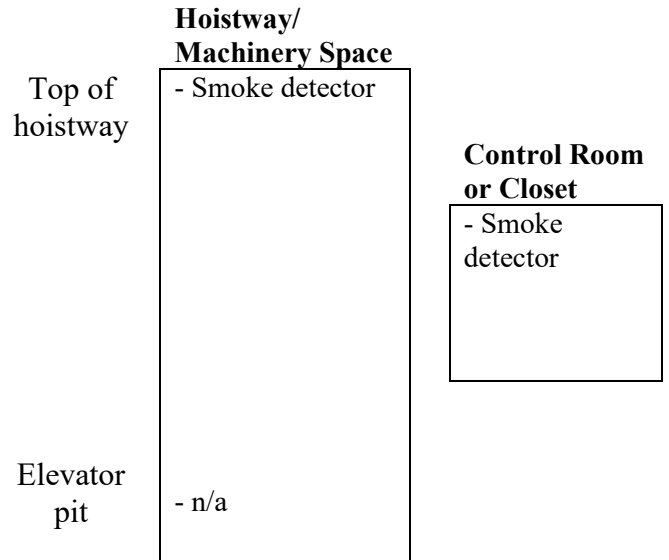 Hoistway/
Machinery Space
Top of
hoistway
- Smoke detector
Control Room
or Closet
- Smoke
detector
Elevator
pit
- n/a